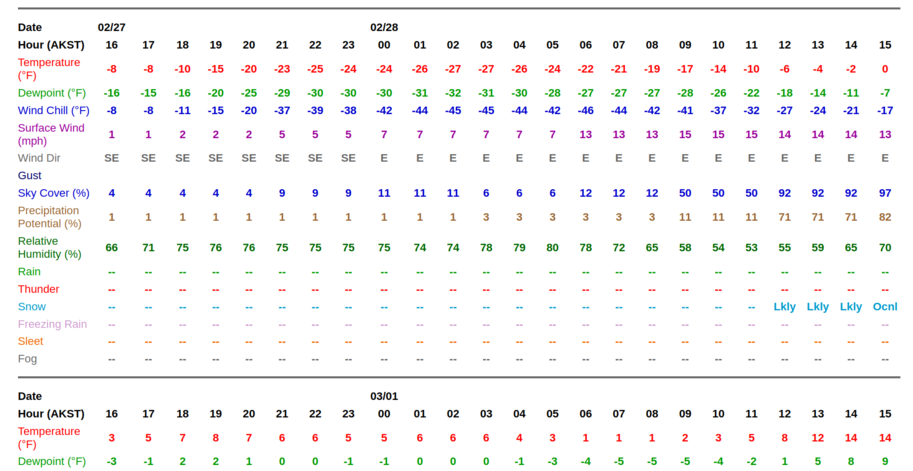 Date 02/27 02/28
Hour (AKST) 16 17 18 19 20 21 22 23 00 01 02 03 04 05 06 07 08 09 10 11 12 13 14 15
Temperature
(°F) -8 -8 -10 -15 -20 -23 -25 -24 -24 -26 -27 -27 -26 -24 -22 -21 -19 -17 -14 -10 -6 -4 -2 0
Dewpoint (°F) -16 -15 -16 -20 -25 -29 -30 -30 -30 -31 -32 -31 -30 -28 -27 -27 -27 -28 -26 -22 -18 -14 -11 -7
Wind Chill (°F) -8 -8 -11 -15 -20 -37 -39 -38 -42 -44 -45 -45 -44 -42 -46 -44 -42 -41 -37 -32 -27 -24 -21 -17
Surface Wind
(mph) 1 1 2 2 2 5 5 5 7 7 7 7 7 7 13 13 13 15 15 15 14 14 14 13
Wind Dir SE SE SE SE SE SE SE SE E E E E E E E E E E E E E E E E
Gust
Sky Cover (%) 4 4 4 4 4 9 9 9 11 11 11 6 6 6 12 12 12 50 50 50 92 92 92 97
Precipitation
Potential (%) 1 1 1 1 1 1 1 1 1 1 1 3 3 3 3 3 3 11 11 11 71 71 71 82
Relative
Humidity (%) 66 71 75 76 76 75 75 75 75 74 74 78 79 80 78 72 65 58 54 53 55 59 65 70
Rain -- -- -- -- -- -- -- -- -- -- -- -- -- -- -- -- -- -- -- -- -- -- -- --
Thunder -- -- -- -- -- -- -- -- -- -- -- -- -- -- -- -- -- -- -- -- -- -- -- --
Snow -- -- -- -- -- -- -- -- -- -- -- -- -- -- -- -- -- -- -- -- Lkly Lkly Lkly Ocnl
Freezing Rain -- -- -- -- -- -- -- -- -- -- -- -- -- -- -- -- -- -- -- -- -- -- -- --
Sleet -- -- -- -- -- -- -- -- -- -- -- -- -- -- -- -- -- -- -- -- -- -- -- --
Fog -- -- -- -- -- -- -- -- -- -- -- -- -- -- -- -- -- -- -- -- -- -- -- --
Date 03/01
Hour (AKST) 16 17 18 19 20 21 22 23 00 01 02 03 04 05 06 07 08 09 10 11 12 13 14 15
Temperature
(°F) 3 5 7 8 7 6 6 5 5 6 6 6 4 3 1 1 1 2 3 5 8 12 14 14
Dewpoint (°F) -3 -1 2 2 1 0 0 -1 -1 0 0 0 -1 -3 -4 -5 -5 -5 -4 -2 1 5 8 9